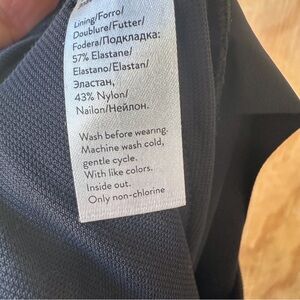 Lining/Forro/
Doublure/Futter/
Fodera/Подкладка:
57% Elastane/
Elastano/Elastan/
Эластан,
43% Nylon/
Nailon/Нейлон.
Wash before wearing.
Machine wash cold,
gentle cycle.
With like colors.
Inside out.
Only non-chlorine